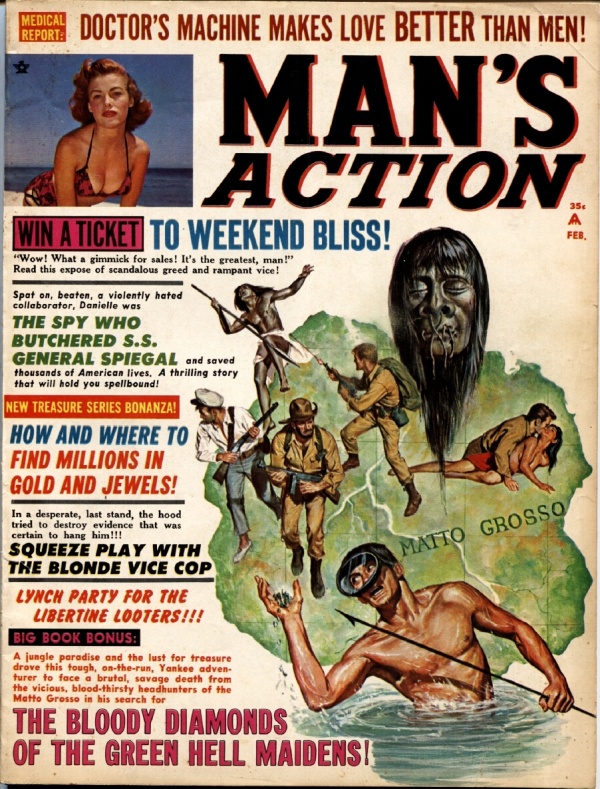 MEDICAL
REPORT:
DOCTOR'S MACHINE MAKES LOVE BETTER THAN MEN!
MAN'S
ACTION
35¢
A
FEB.
WIN A TICKET TO WEEKEND BLISS!
"Wow! What a gimmick for sales! It's the greatest, man!"
Read this expose of scandalous greed and rampant vice!
Spat on, beaten, a violently hated
collaborator, Danielle was
THE SPY WHO
BUTCHERED S.S.
GENERAL SPIEGAL and saved
thousands of American lives. A thrilling story
that will hold you spellbound!
NEW TREASURE SERIES BONANZA!
HOW AND WHERE TO
FIND MILLIONS IN
GOLD AND JEWELS!
In a desperate, last stand, the hood
tried to destroy evidence that was
certain to hang him!!!
SQUEEZE PLAY WITH
THE BLONDE VICE COP
LYNCH PARTY FOR THE
LIBERTINE LOOTERS!!!
BIG BOOK BONUS:
A jungle paradise and the lust for treasure
drove this tough, on-the-run, Yankee adven-
turer to face a brutal, savage death from
the vicious, blood-thirsty headhunters of the
Matto Grosso in his search for
THE BLOODY DIAMONDS
OF THE GREEN HELL MAIDENS!
MATTO GROSSO